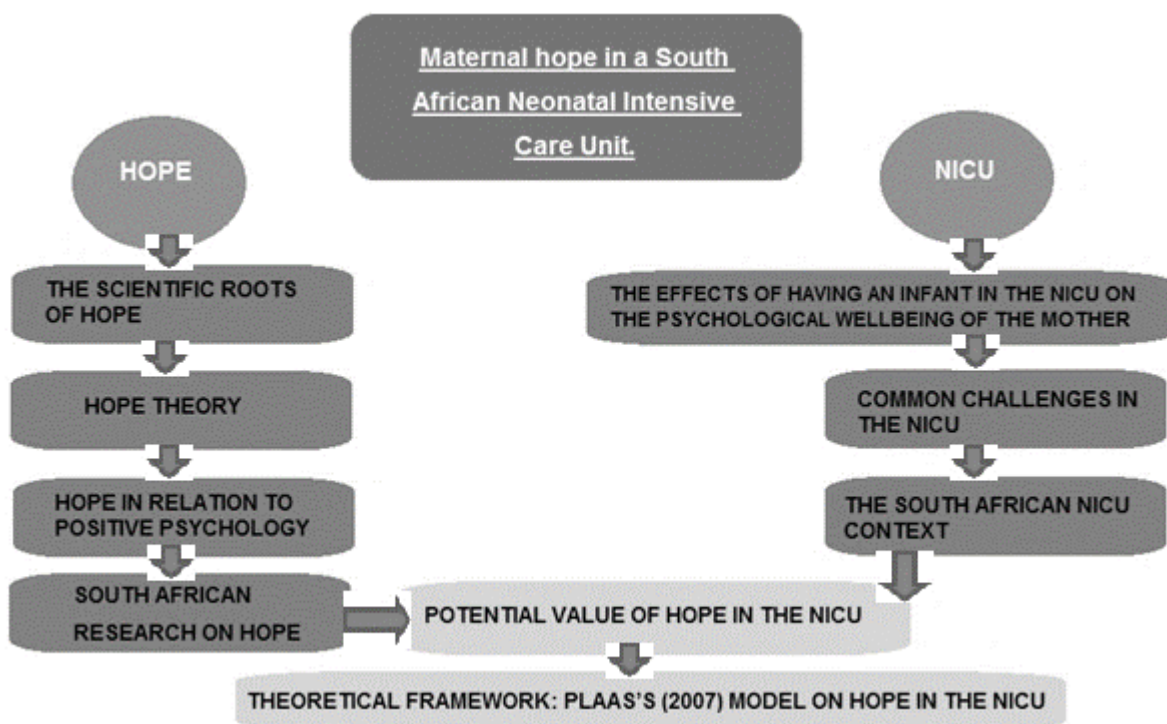 Maternal hope in a South
African Neonatal Intensive
Care Unit.
HOPE
NICU
THE SCIENTIFIC ROOTS
OF HOPE
HOPE THEORY
HOPE IN RELATION TO
POSITIVE PSYCHOLOGY
SOUTH AFRICAN
RESEARCH ON HOPE
THE EFFECTS OF HAVING AN INFANT IN THE NICU ON
THE PSYCHOLOGICAL WELLBEING OF THE MOTHER
COMMON CHALLENGES IN
THE NICU
THE SOUTH AFRICAN NICU
CONTEXT
POTENTIAL VALUE OF HOPE IN THE NICU
THEORETICAL FRAMEWORK: PLAAS'S (2007) MODEL ON HOPE IN THE NICU